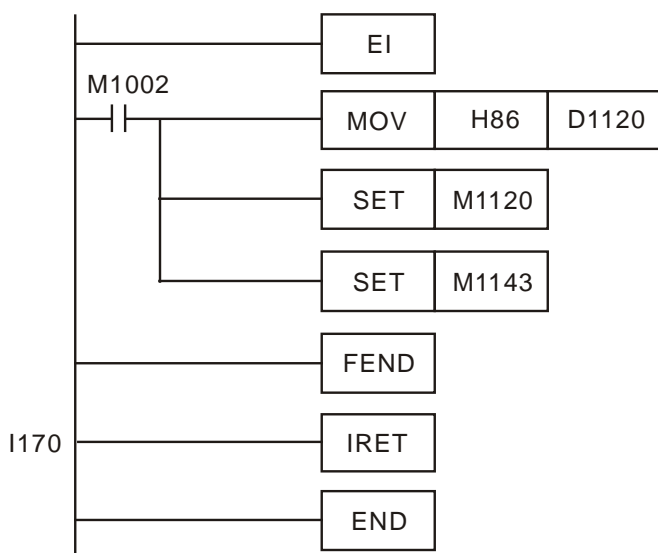 EI
M1002
MOV H86 D1120
SET M1120
SET M1143
FEND
I170 IRET
END